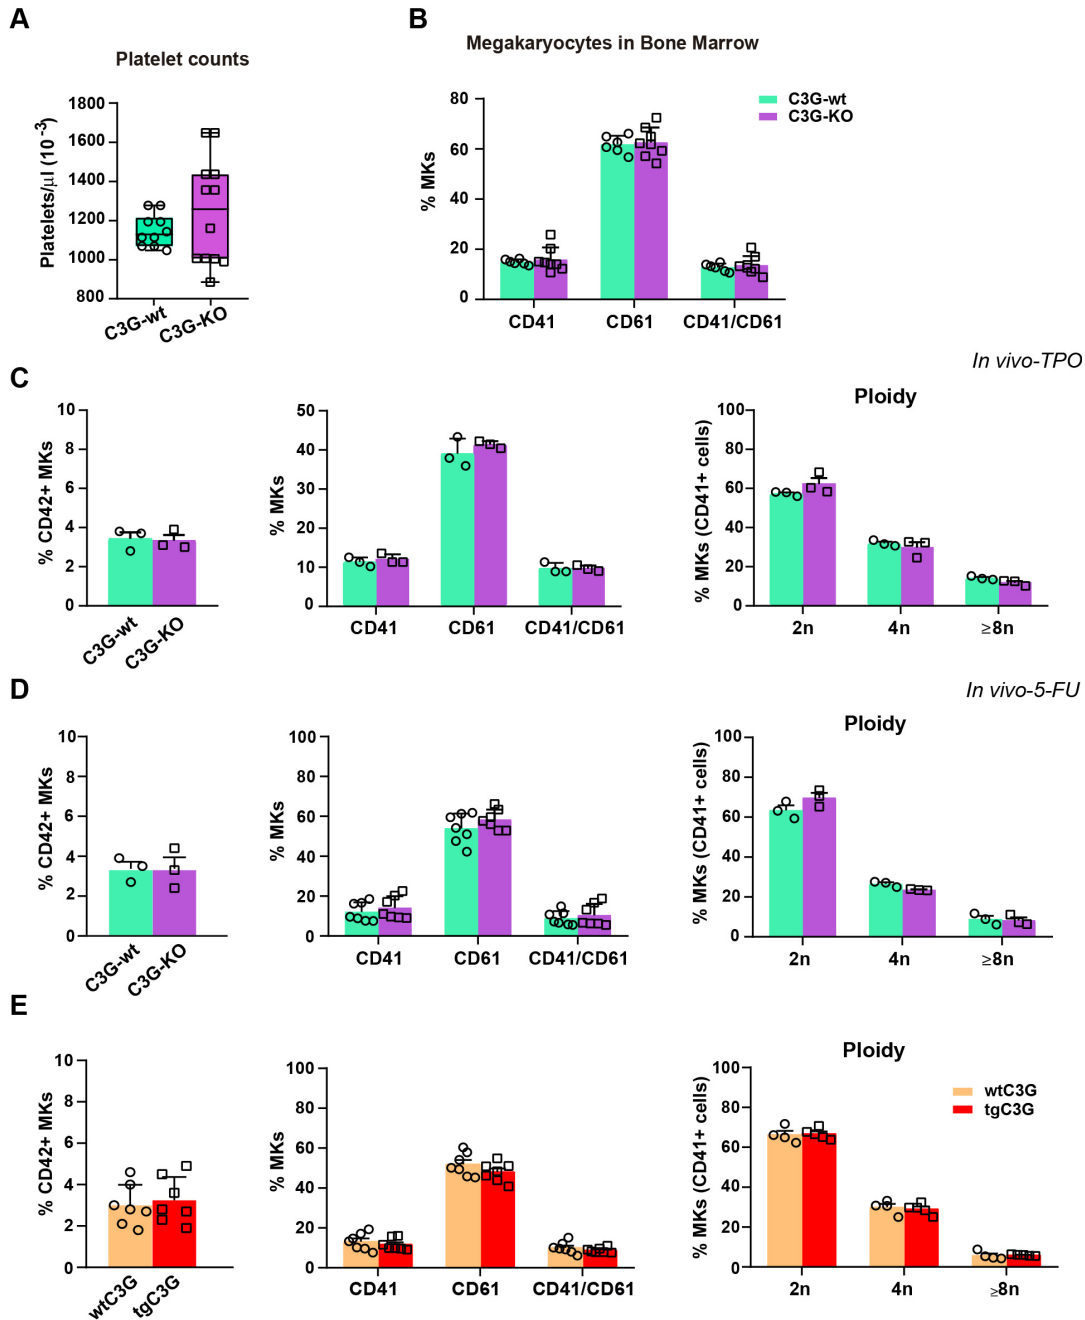 A
Platelet counts
Platelets/µl (10⁻³)
1800
1600
1400
1200
1000
800
C3G-wt
C3G-KO
B
Megakaryocytes in Bone Marrow
C3G-wt
C3G-KO
% MKs
80
60
40
20
0
CD41
CD61
CD41/CD61
In vivo-TPO
C
% CD42+ MKs
10
8
6
4
2
0
C3G-wt
C3G-KO
% MKs
50
40
30
20
10
0
CD41
CD61
CD41/CD61
Ploidy
% MKs (CD41+ cells)
100
80
60
40
20
0
2n
4n
≥8n
In vivo-5-FU
D
% CD42+ MKs
10
8
6
4
2
0
C3G-wt
C3G-KO
% MKs
100
80
60
40
20
0
CD41
CD61
CD41/CD61
Ploidy
% MKs (CD41+ cells)
100
80
60
40
20
0
2n
4n
≥8n
E
% CD42+ MKs
10
8
6
4
2
0
wtC3G
tgC3G
% MKs
100
80
60
40
20
0
CD41
CD61
CD41/CD61
Ploidy
wtC3G
tgC3G
% MKs (CD41+ cells)
100
80
60
40
20
0
2n
4n
≥8n